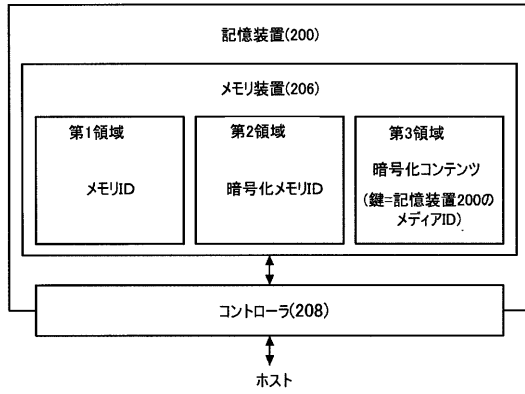 記憶装置(200)
メモリ装置(206)
第1領域
メモリID
第2領域
暗号化メモリID
第3領域
暗号化コンテンツ
(鍵=記憶装置200の
メディアID)
コントローラ(208)
ホスト